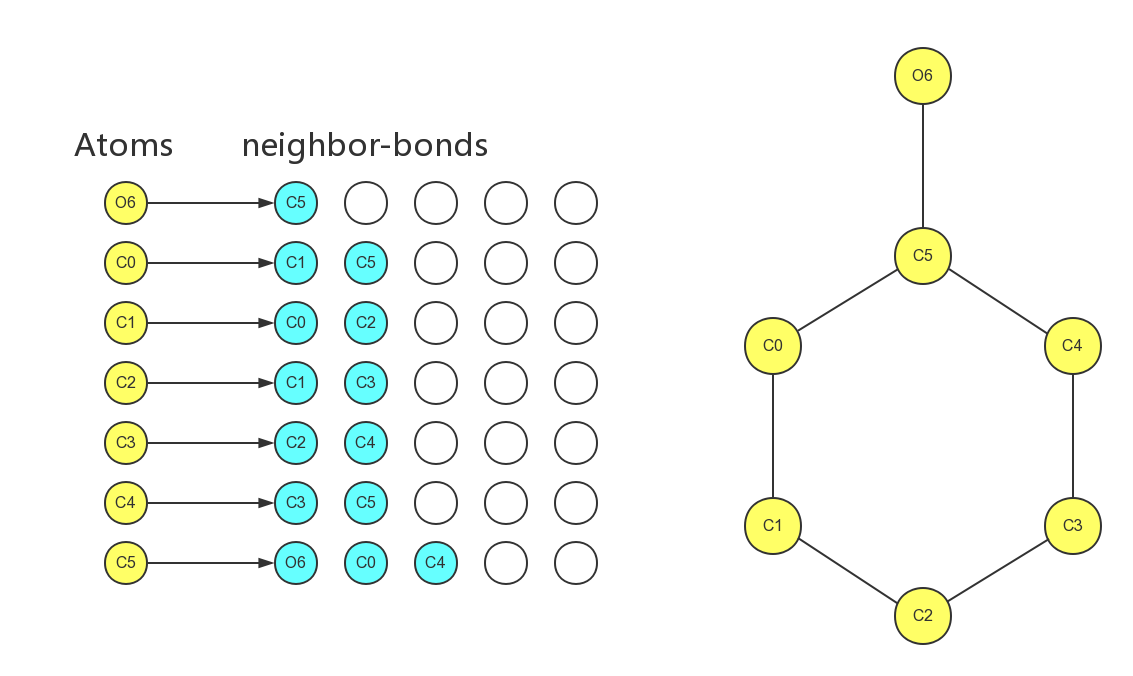 Atoms neighbor-bonds
O6 C5
C0 C1 C5
C1 C0 C2
C2 C1 C3
C3 C2 C4
C4 C3 C5
C5 O6 C0 C4
O6
C5
C0 C4
C1 C3
C2